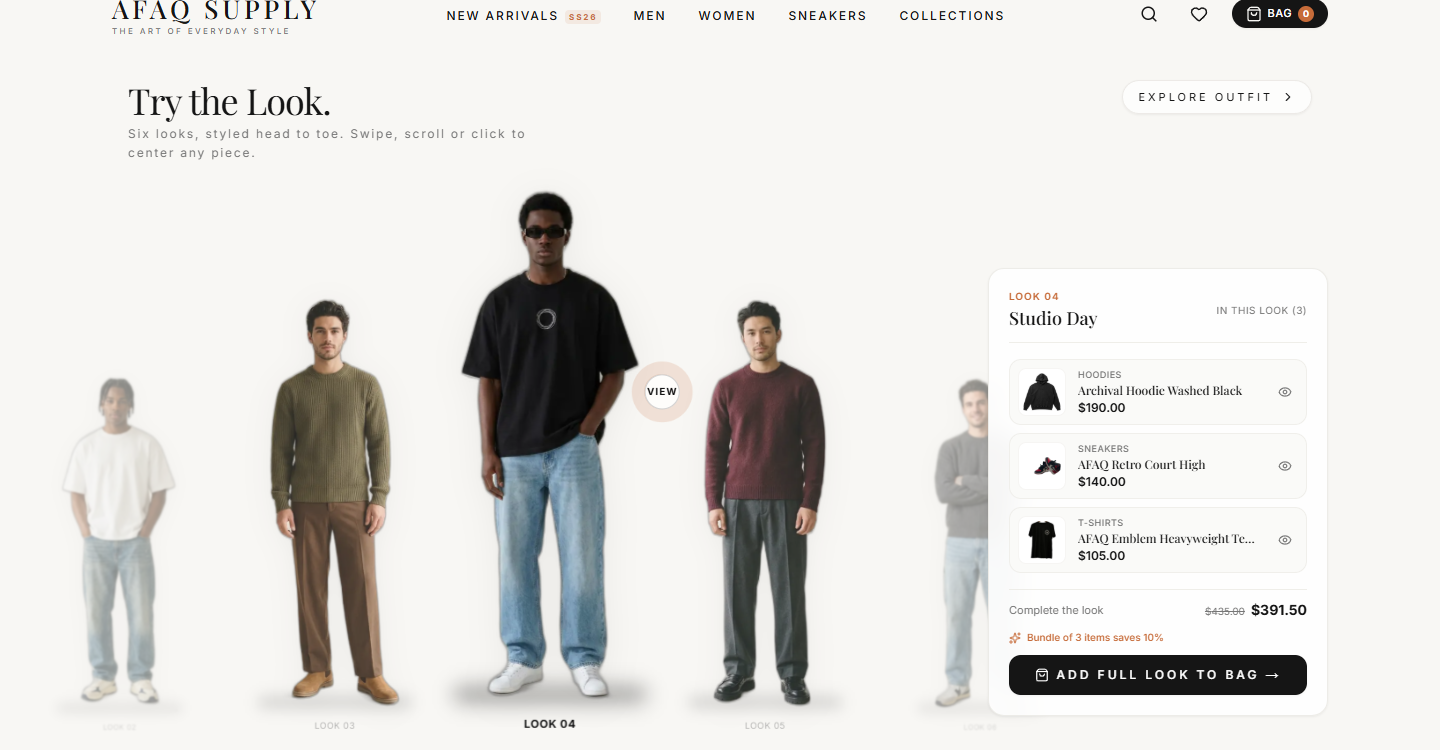 AFAQ SUPPLY
THE ART OF EVERYDAY STYLE
NEW ARRIVALS SS26 MEN WOMEN SNEAKERS COLLECTIONS
BAG 0
Try the Look.
Six looks, styled head to toe. Swipe, scroll or click to
center any piece.
EXPLORE OUTFIT
VIEW
LOOK 02
LOOK 03
LOOK 04
LOOK 05
LOOK 06
LOOK 04
Studio Day
IN THIS LOOK (3)
HOODIES
Archival Hoodie Washed Black
$190.00
SNEAKERS
AFAQ Retro Court High
$140.00
T-SHIRTS
AFAQ Emblem Heavyweight Te...
$105.00
Complete the look $435.00 $391.50
Bundle of 3 items saves 10%
ADD FULL LOOK TO BAG →